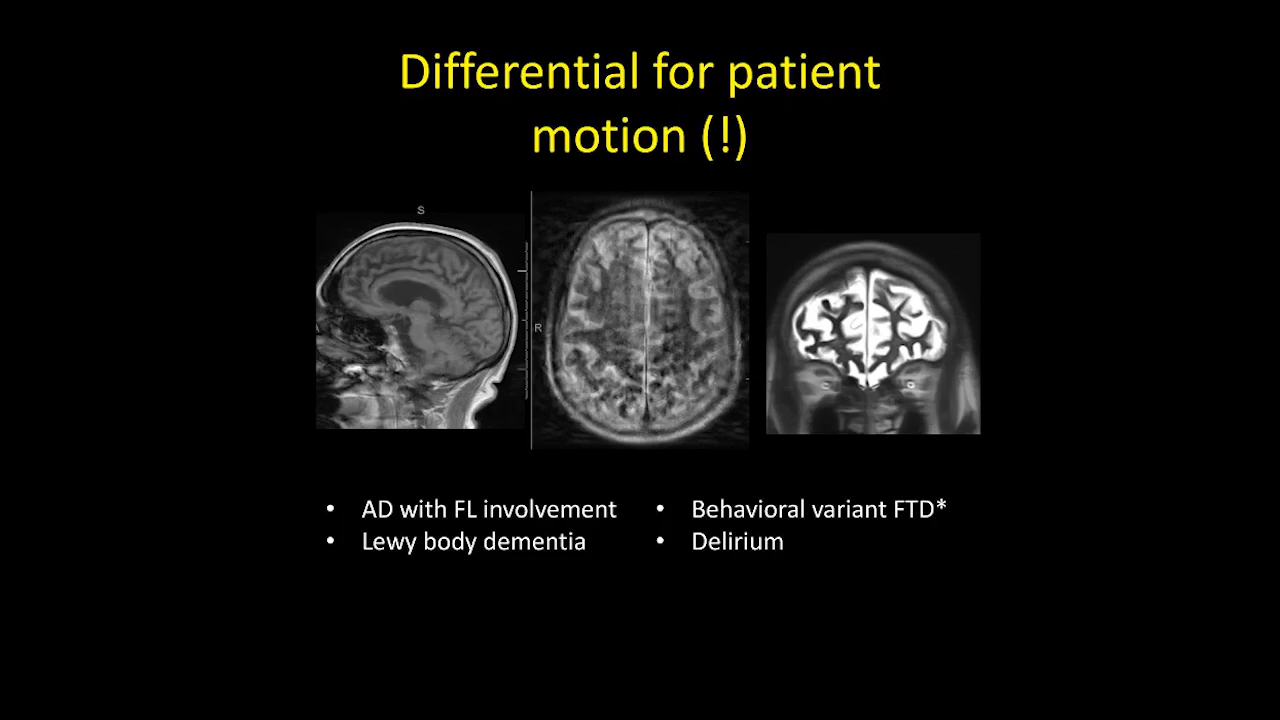 Differential for patient
motion (!)
S
R
• AD with FL involvement
• Lewy body dementia
• Behavioral variant FTD*
• Delirium